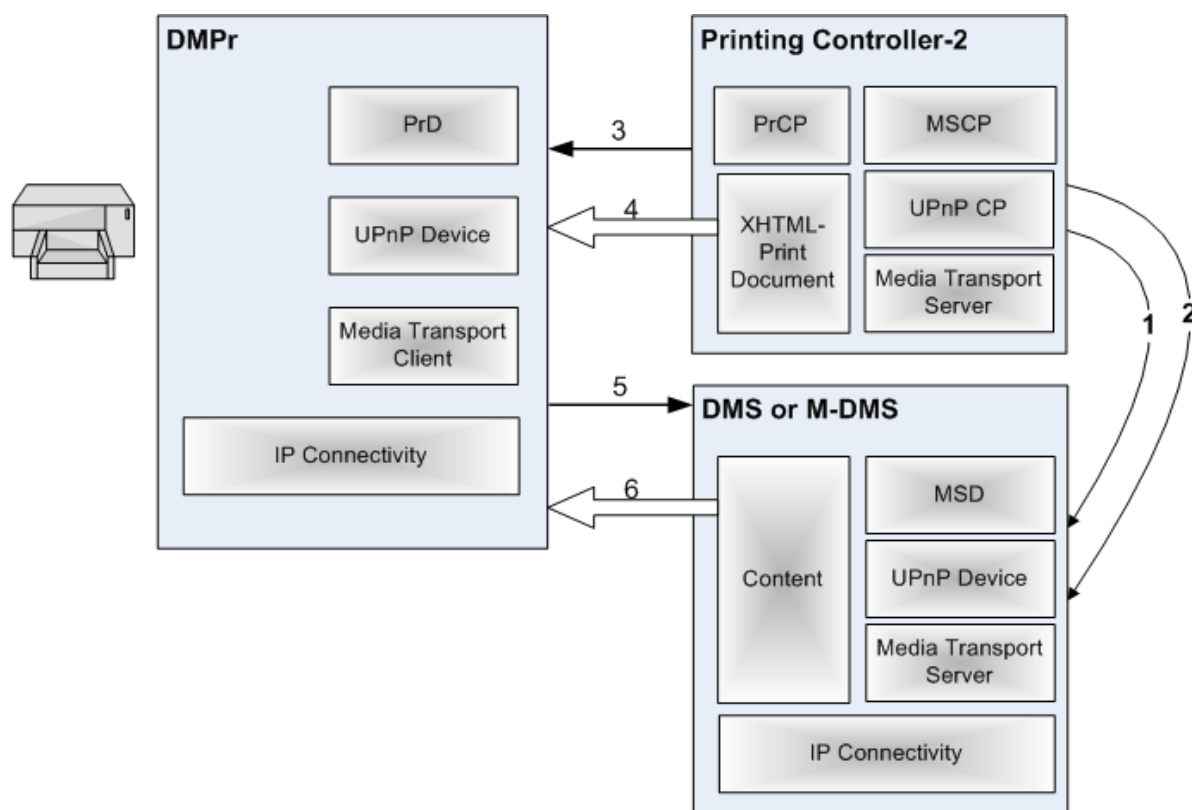 DMPr
PrD
UPnP Device
Media Transport
Client
IP Connectivity
Printing Controller-2
PrCP
MSCP
XHTML-
Print
Document
UPnP CP
Media Transport
Server
3
4
5
6
1
2
DMS or M-DMS
Content
MSD
UPnP Device
Media Transport
Server
IP Connectivity